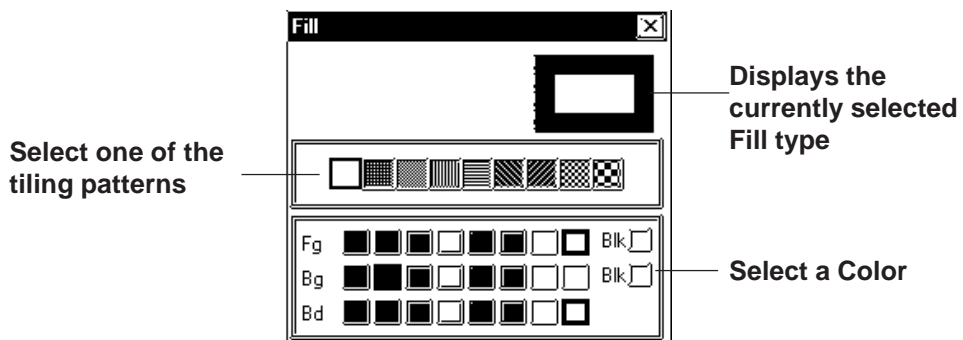 Fill
Displays the
currently selected
Fill type
Select one of the
tiling patterns
Fg Blk
Bg Blk
Select a Color
Bd